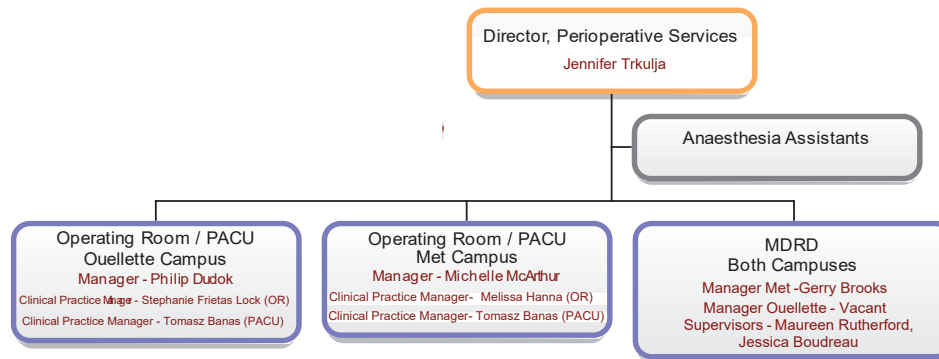 Director, Perioperative Services
Jennifer Trkulja
Anaesthesia Assistants
Operating Room / PACU
Ouellette Campus
Manager - Philip Dudok
Clinical Practice Manager - Stephanie Frietas Lock (OR)
Clinical Practice Manager - Tomasz Banas (PACU)
Operating Room / PACU
Met Campus
Manager - Michelle McArthur
Clinical Practice Manager- Melissa Hanna (OR)
Clinical Practice Manager- Tomasz Banas (PACU)
MDRD
Both Campuses
Manager Met -Gerry Brooks
Manager Ouellette - Vacant
Supervisors - Maureen Rutherford,
Jessica Boudreau